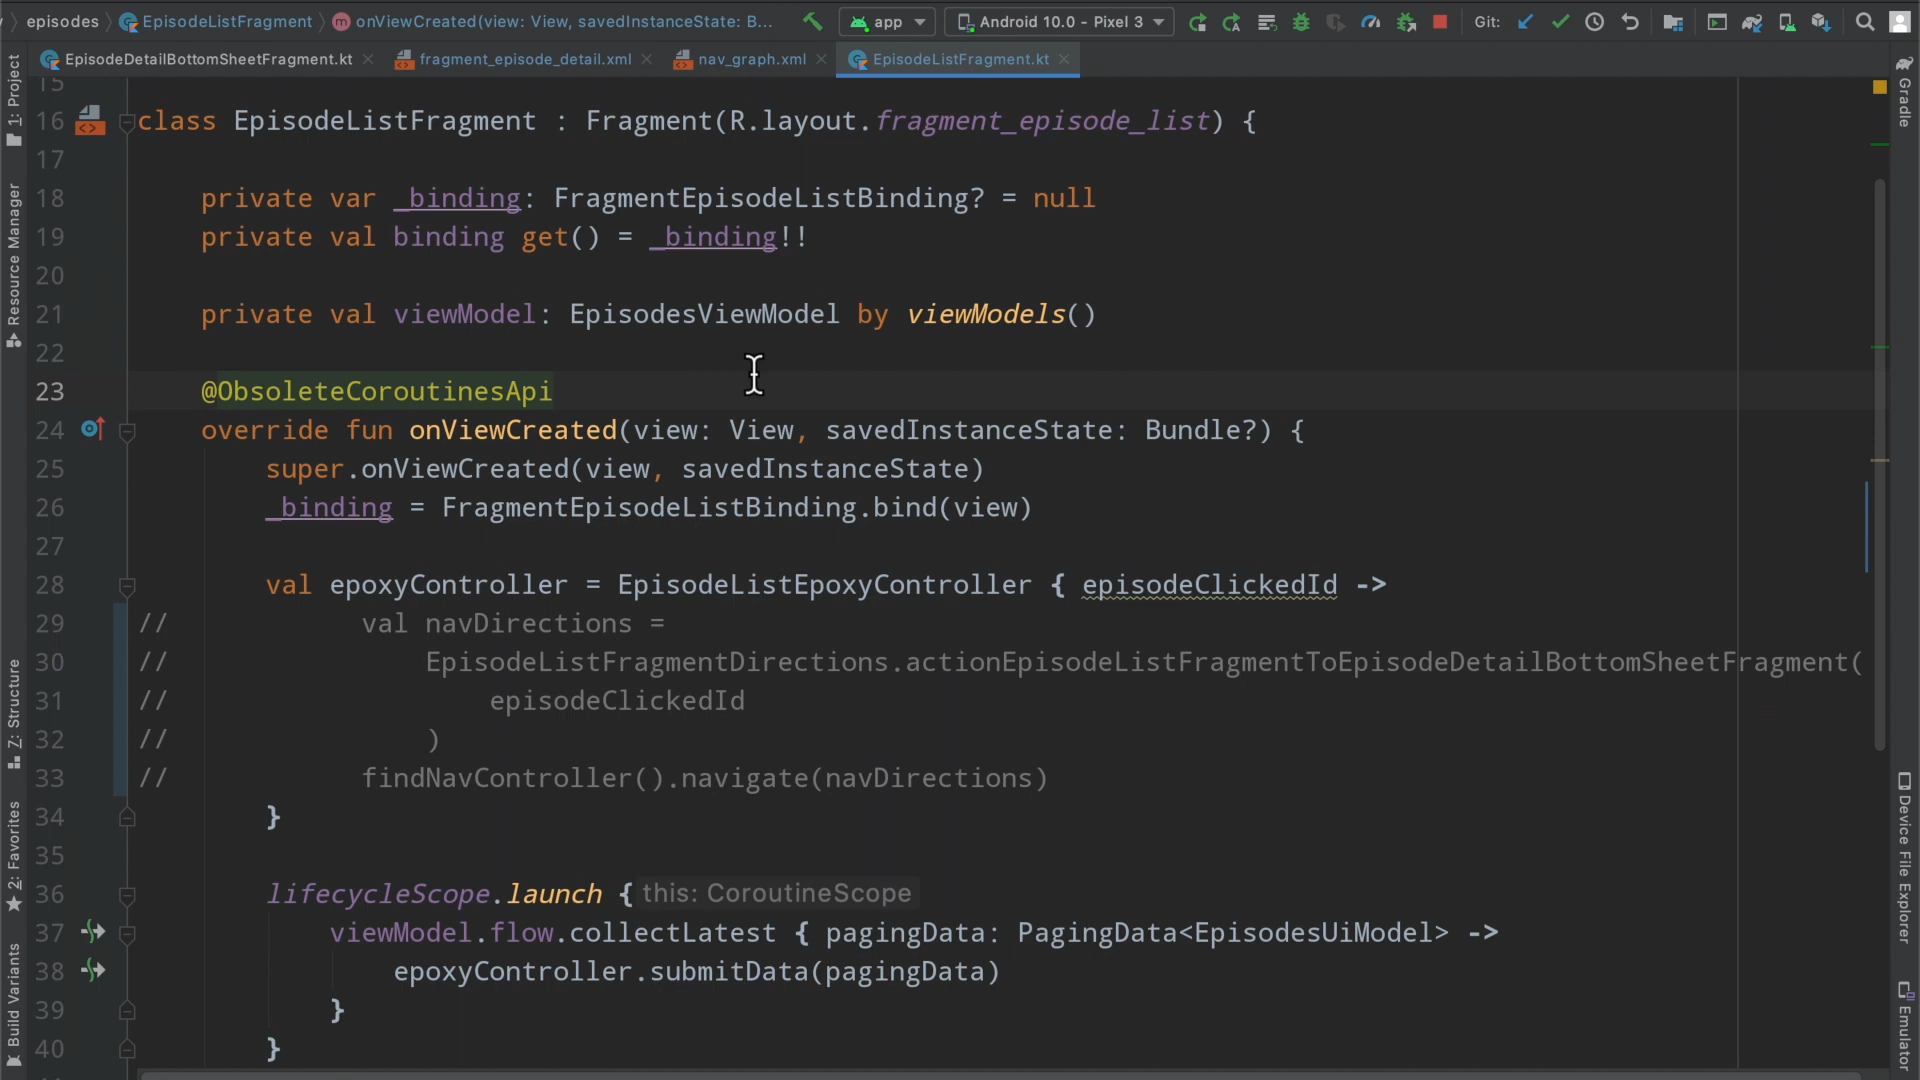 episodes EpisodeListFragment onViewCreated(view: View, savedInstanceState: B... app Android 10.0 - Pixel 3 Git:
EpisodeDetailBottomSheetFragment.kt fragment_episode_detail.xml nav_graph.xml EpisodeListFragment.kt
1: Project
Resource Manager
Z: Structure
2: Favorites
Build Variants
15
16 class EpisodeListFragment : Fragment(R.layout.fragment_episode_list) {
17
18 private var _binding: FragmentEpisodeListBinding? = null
19 private val binding get() = _binding!!
20
21 private val viewModel: EpisodesViewModel by viewModels()
22
23 @ObsoleteCoroutinesApi
24 override fun onViewCreated(view: View, savedInstanceState: Bundle?) {
25 super.onViewCreated(view, savedInstanceState)
26 _binding = FragmentEpisodeListBinding.bind(view)
27
28 val epoxyController = EpisodeListEpoxyController { episodeClickedId ->
29 // val navDirections =
30 // EpisodeListFragmentDirections.actionEpisodeListFragmentToEpisodeDetailBottomSheetFragment(
31 // episodeClickedId
32 // )
33 // findNavController().navigate(navDirections)
34 }
35
36 lifecycleScope.launch { this: CoroutineScope
37 viewModel.flow.collectLatest { pagingData: PagingData<EpisodesUiModel> ->
38 epoxyController.submitData(pagingData)
39 }
40 }
Gradle
Device File Explorer
Emulator